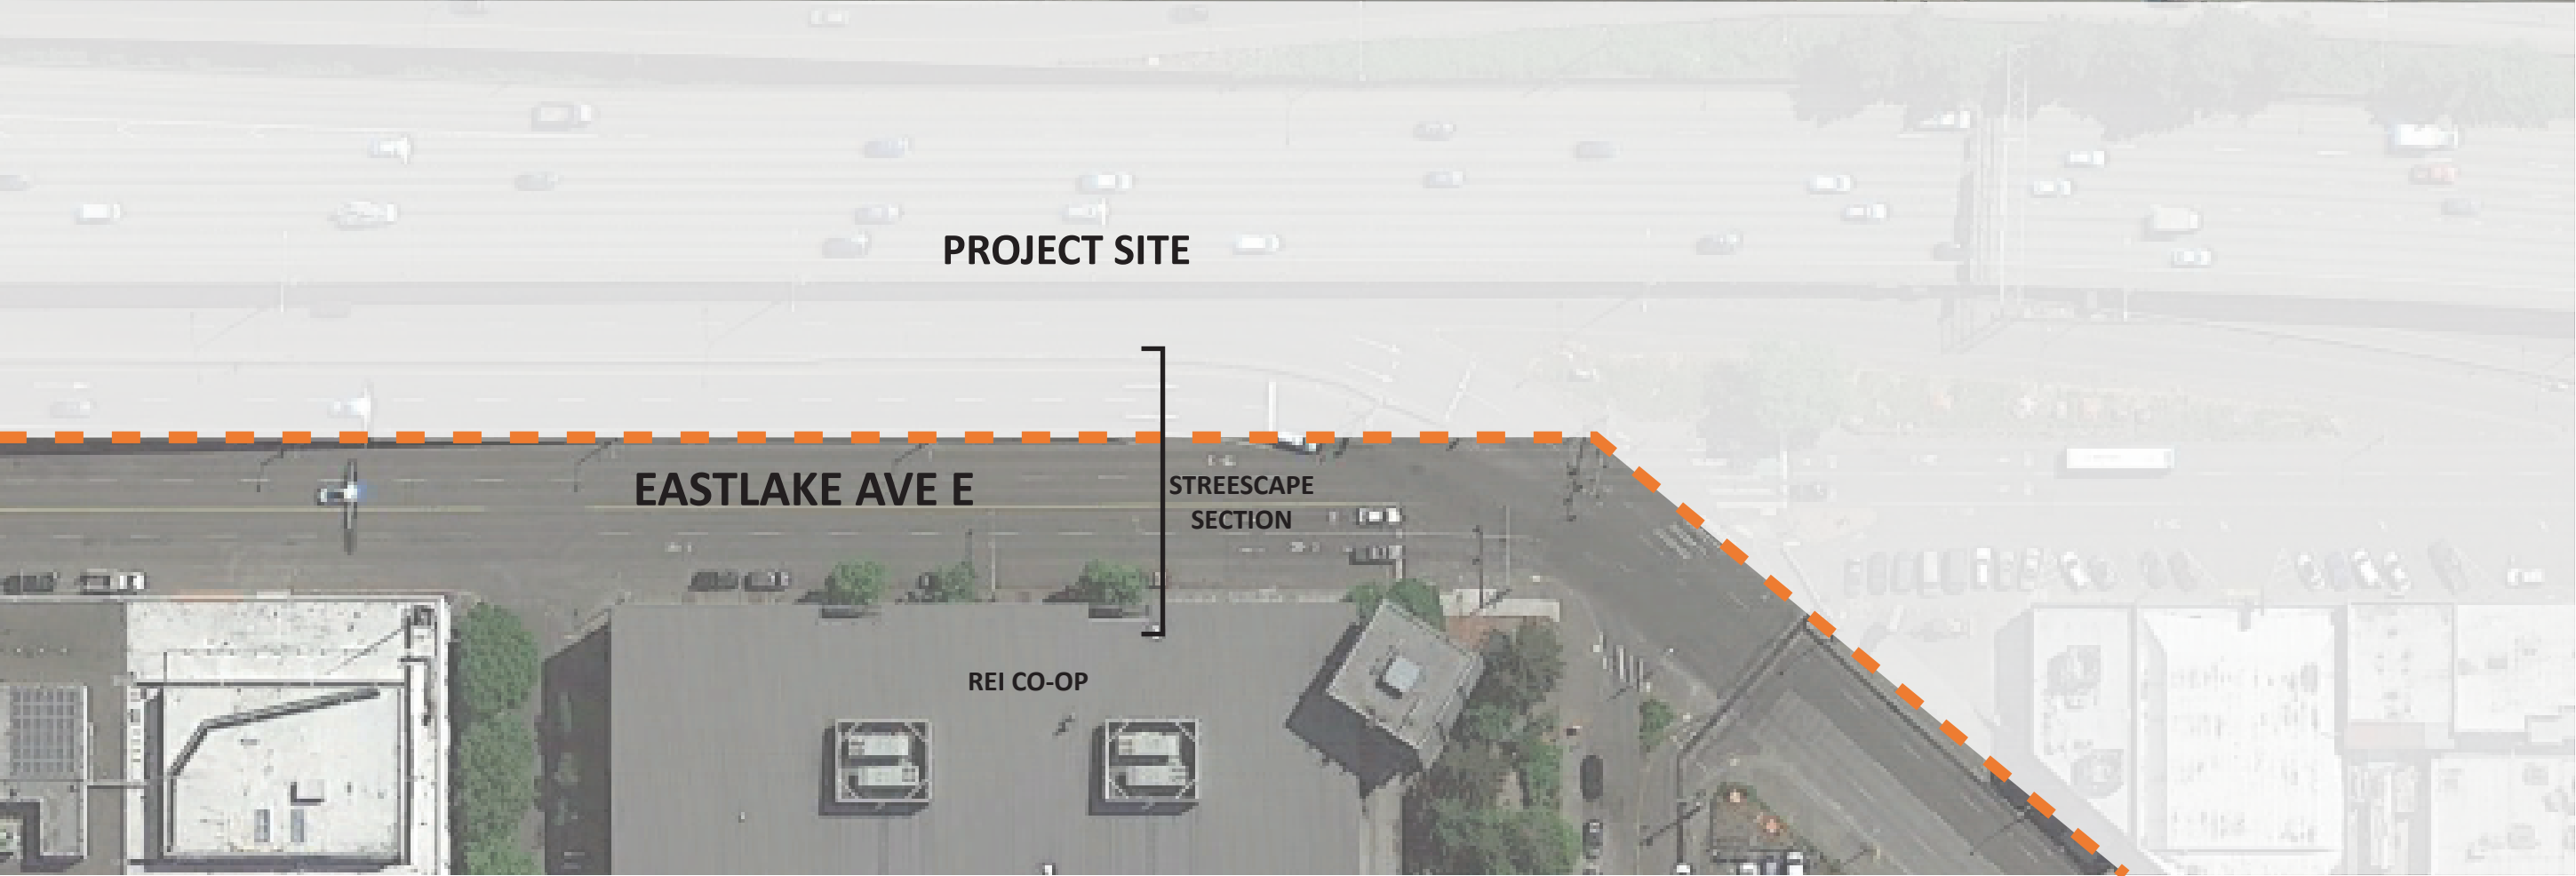 PROJECT SITE
EASTLAKE AVE E
STREESCAPE
SECTION
REI CO-OP